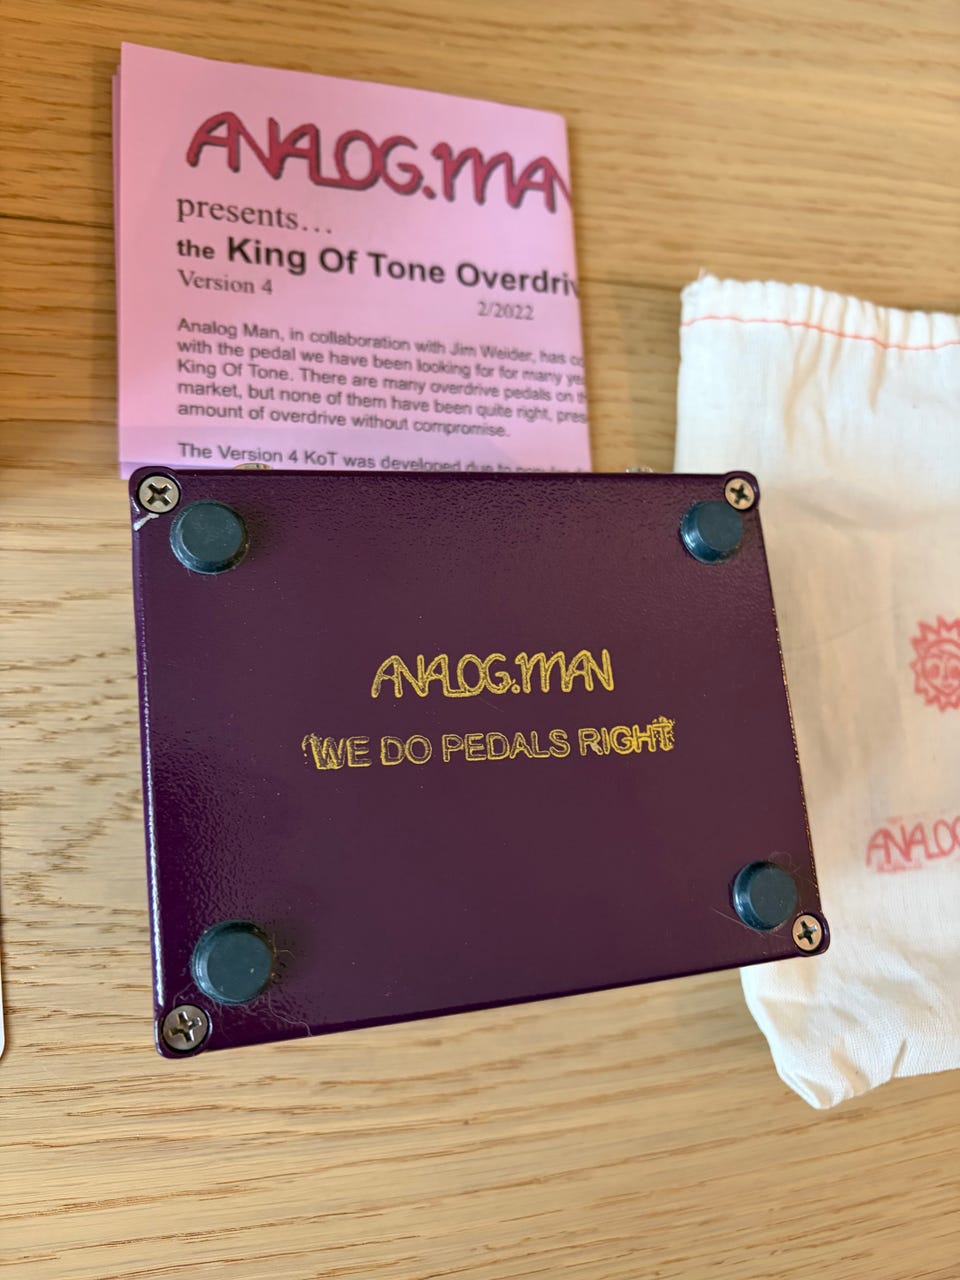 ANALOG.MAN
presents...
the King Of Tone Overdriv
Version 4
2/2022
Analog Man, in collaboration with Jim Weider, has co
with the pedal we have been looking for for many ye
King Of Tone. There are many overdrive pedals on th
market, but none of them have been quite right, pres
amount of overdrive without compromise.
The Version 4 KoT was developed due to
ANALOG.MAN
WE DO PEDALS RIGHT
ANALOG